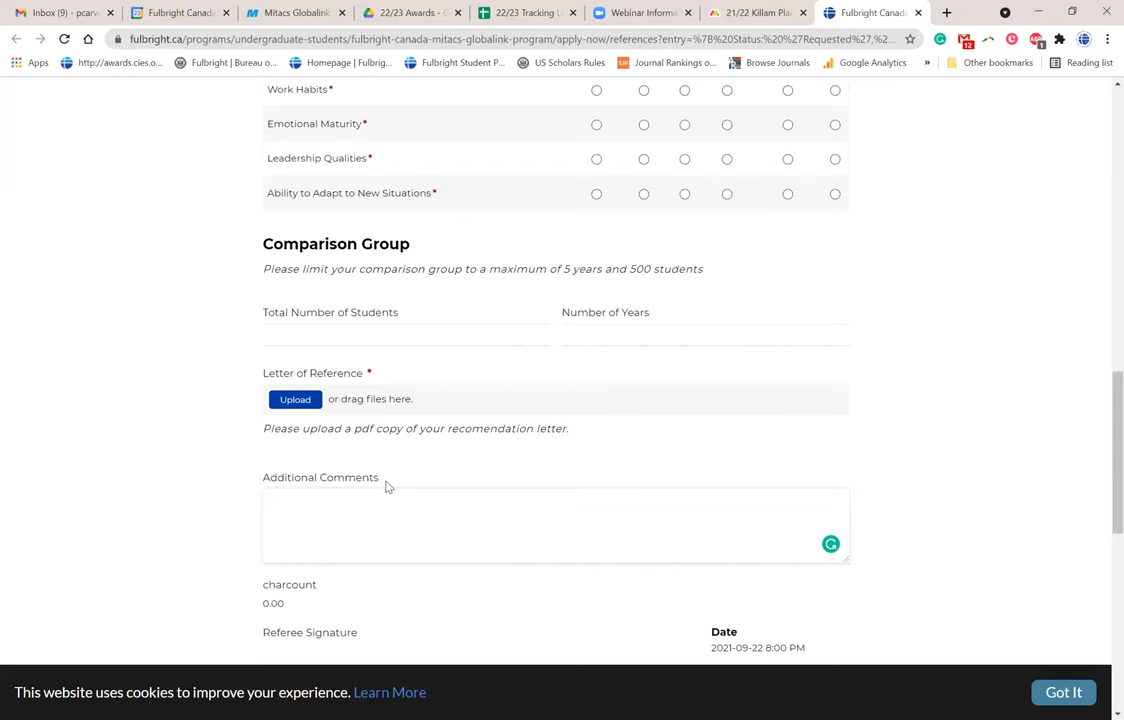 Inbox (9) - pcarv
Fulbright Canada
Mitacs Globalink
22/23 Awards - G
22/23 Tracking L
Webinar Informa
21/22 Killam Pla
Fulbright Canada
fulbright.ca/programs/undergraduate-students/fulbright-canada-mitacs-globalink-program/apply-now/references?entry=%7B%20Status:%20%27Requested%27,%2...
12
1
Apps
http://awards.cies.o...
Fulbright | Bureau o...
Homepage | Fulbrig...
Fulbright Student P...
US Scholars Rules
SJR
Journal Rankings o...
Browse Journals
Google Analytics
»
Other bookmarks
Reading list
Work Habits*
Emotional Maturity*
Leadership Qualities*
Ability to Adapt to New Situations*
Comparison Group
Please limit your comparison group to a maximum of 5 years and 500 students
Total Number of Students
Number of Years
Letter of Reference *
Upload or drag files here.
Please upload a pdf copy of your recomendation letter.
Additional Comments
charcount
0.00
Referee Signature
Date
2021-09-22 8:00 PM
This website uses cookies to improve your experience. Learn More
Got It